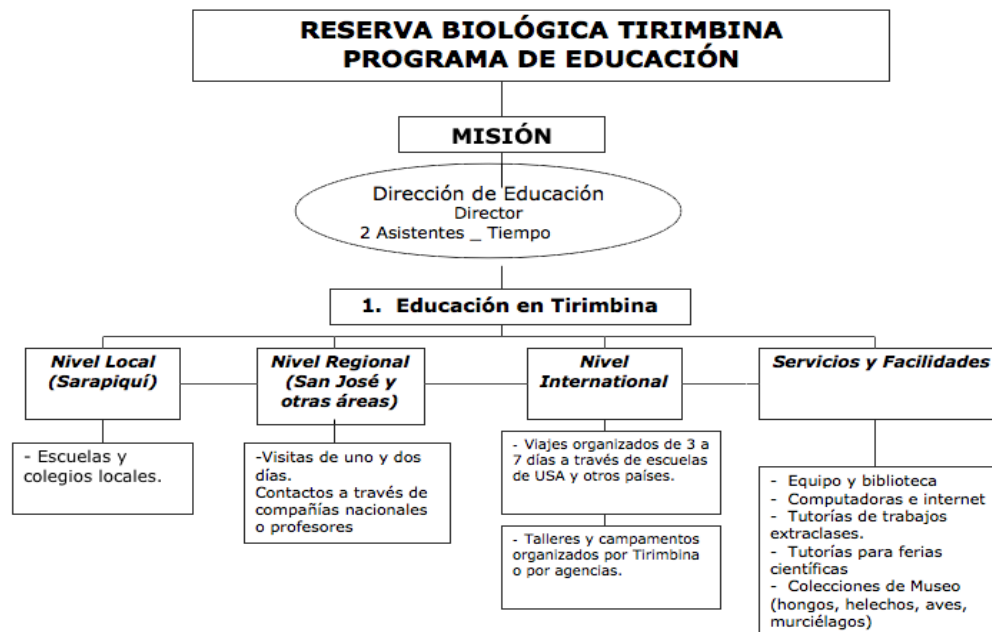 RESERVA BIOLÓGICA TIRIMBINA
PROGRAMA DE EDUCACIÓN
MISIÓN
Dirección de Educación
Director
2 Asistentes _ Tiempo
1. Educación en Tirimbina
Nivel Local
(Sarapiquí)
Nivel Regional
(San José y
otras áreas)
Nivel
International
Servicios y Facilidades
- Escuelas y
colegios locales.
-Visitas de uno y dos
días.
Contactos a través de
compañías nacionales
o profesores
- Viajes organizados de 3 a
7 días a través de escuelas
de USA y otros países.
- Talleres y campamentos
organizados por Tirimbina
o por agencias.
- Equipo y biblioteca
- Computadoras e internet
- Tutorías de trabajos
extraclases.
- Tutorías para ferias
científicas
- Colecciones de Museo
(hongos, helechos, aves,
murciélagos)